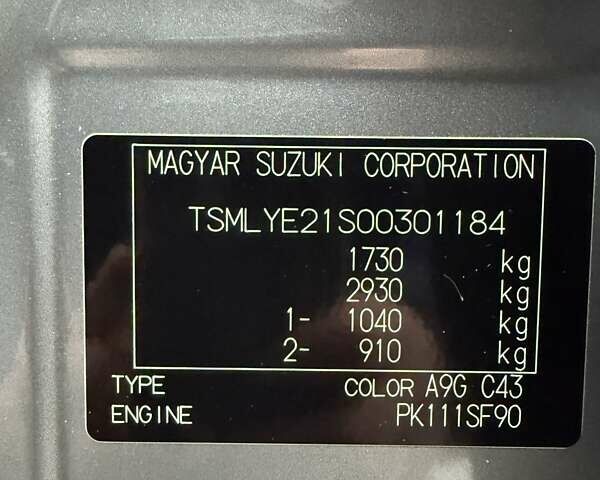 MAGYAR SUZUKI CORPORATION
TSMLYE21S00301184
1730 kg
2930 kg
1- 1040 kg
2- 910 kg
TYPE COLOR A9G C43
ENGINE PK111SF90